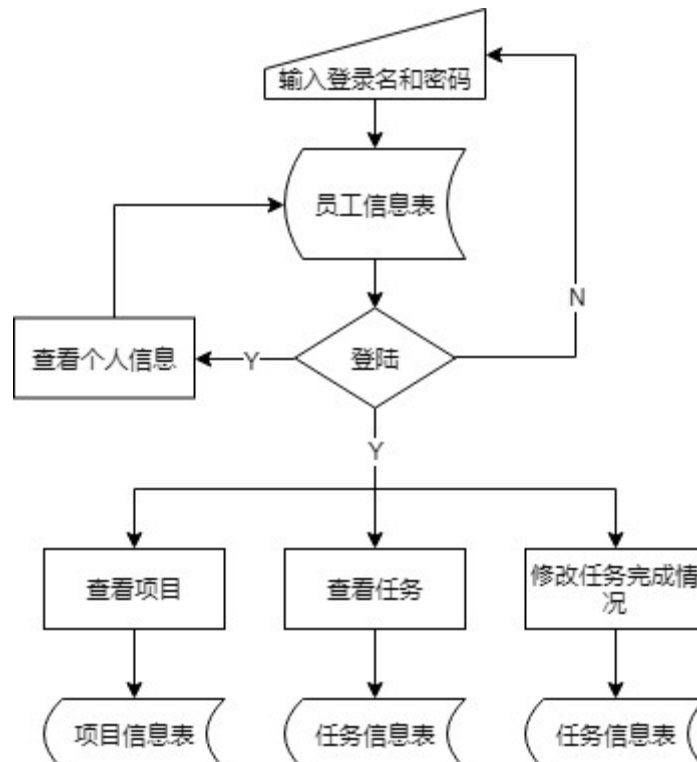 输入登录名和密码
员工信息表
N
查看个人信息
Y
登陆
Y
查看项目
查看任务
修改任务完成情
况
项目信息表
任务信息表
任务信息表